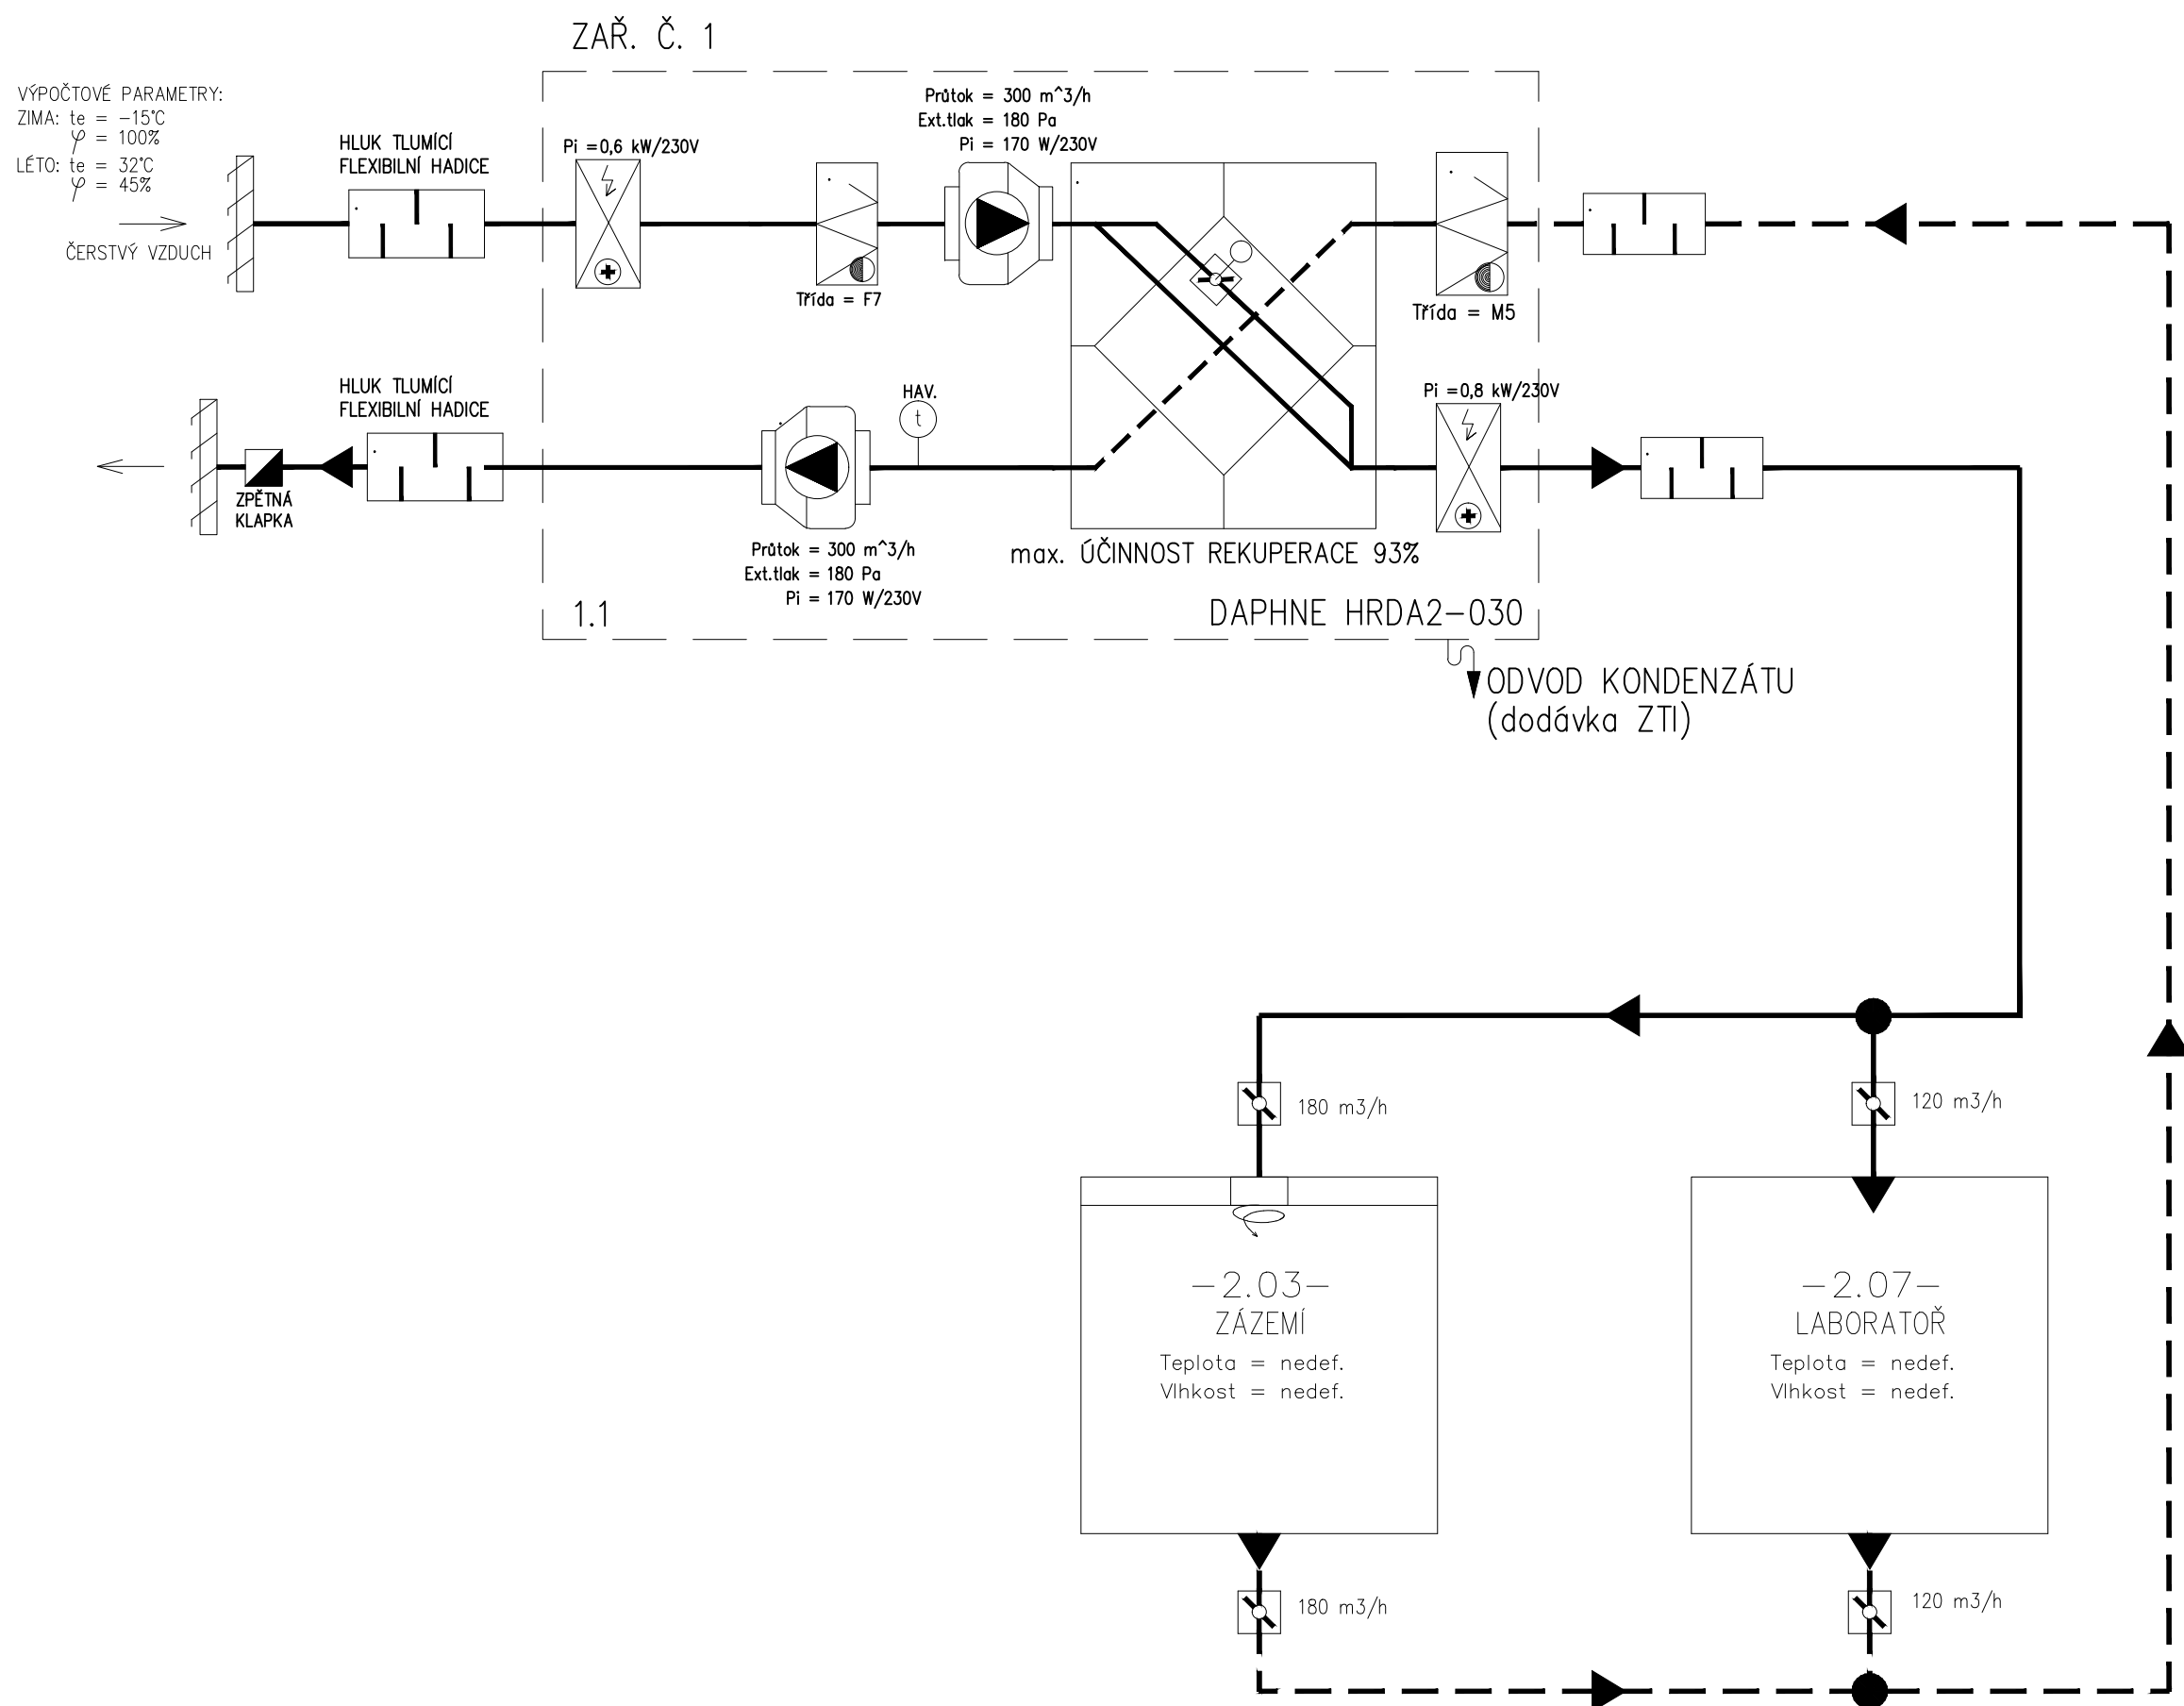 ZAŘ. Č. 1
VÝPOČTOVÉ PARAMETRY:
ZIMA: te = -15°C
φ = 100%
LÉTO: te = 32°C
φ = 45%
ČERSTVÝ VZDUCH
HLUK TLUMÍCÍ
FLEXIBILNÍ HADICE
Pi =0,6 kW/230V
Třída = F7
Průtok = 300 m^3/h
Ext.tlak = 180 Pa
Pi = 170 W/230V
Třída = M5
HLUK TLUMÍCÍ
FLEXIBILNÍ HADICE
ZPĚTNÁ
KLAPKA
HAV.
t
Pi =0,8 kW/230V
Průtok = 300 m^3/h
Ext.tlak = 180 Pa
Pi = 170 W/230V
max. ÚČINNOST REKUPERACE 93%
1.1
DAPHNE HRDA2-030
ODVOD KONDENZÁTU
(dodávka ZTI)
180 m3/h
120 m3/h
-2.03-
ZÁZEMÍ
Teplota = nedef.
Vlhkost = nedef.
-2.07-
LABORATOŘ
Teplota = nedef.
Vlhkost = nedef.
180 m3/h
120 m3/h